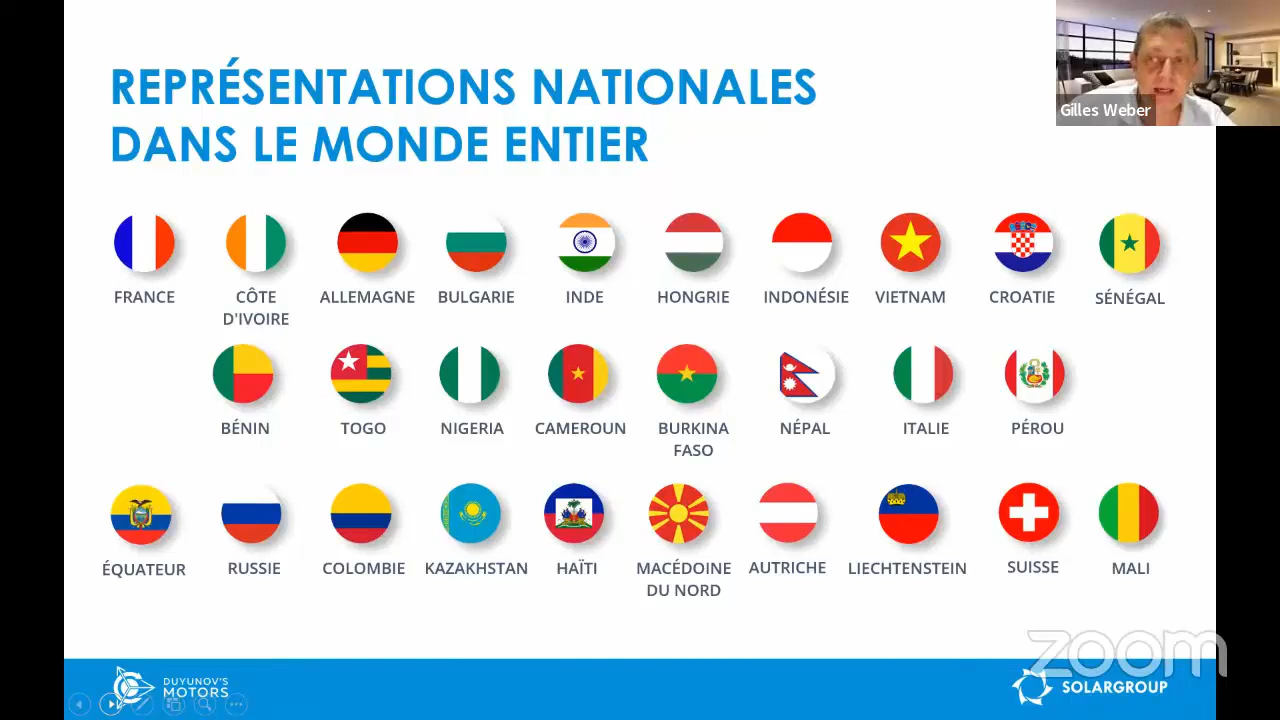 REPRÉSENTATIONS NATIONALES
DANS LE MONDE ENTIER
Gilles Weber
FRANCE
CÔTE
D'IVOIRE
ALLEMAGNE
BULGARIE
INDE
HONGRIE
INDONÉSIE
VIETNAM
CROATIE
SÉNÉGAL
BÉNIN
TOGO
NIGERIA
CAMEROUN
BURKINA
FASO
NÉPAL
ITALIE
PÉROU
ÉQUATEUR
RUSSIE
COLOMBIE
KAZAKHSTAN
HAÏTI
MACÉDOINE
DU NORD
AUTRICHE
LIECHTENSTEIN
SUISSE
MALI
zoom
DUYUNOV'S
MOTORS
SOLARGROUP